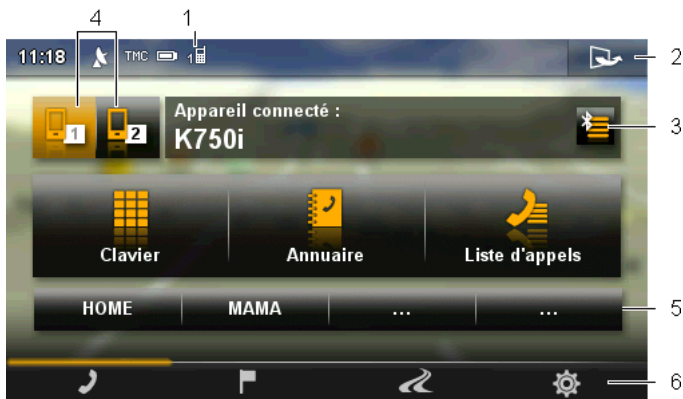 4 1
11:18 TMC 1 2
1 2 Appareil connecté : 3
K750i
Clavier Annuaire Liste d'appels
HOME MAMA ... ... 5
6